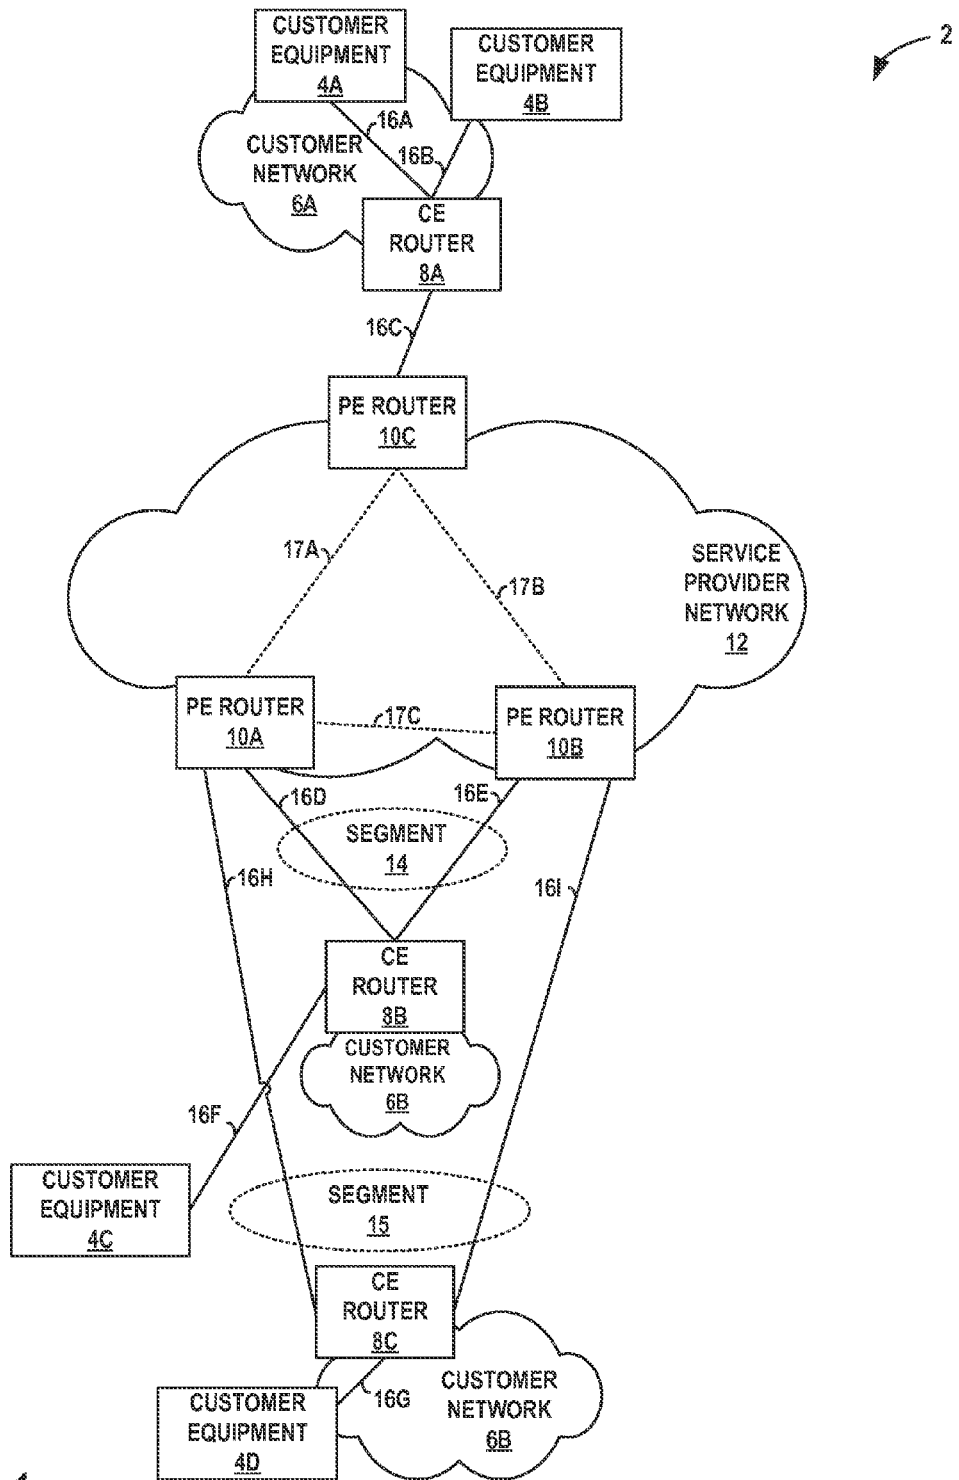 2
CUSTOMER
EQUIPMENT
4A
CUSTOMER
EQUIPMENT
4B
16A
16B
CUSTOMER
NETWORK
6A
CE
ROUTER
8A
16C
PE ROUTER
10C
17A
17B
SERVICE
PROVIDER
NETWORK
12
PE ROUTER
10A
17C
PE ROUTER
10B
16D
16E
SEGMENT
14
16H
16I
CE
ROUTER
8B
CUSTOMER
NETWORK
6B
16F
CUSTOMER
EQUIPMENT
4C
SEGMENT
15
CE
ROUTER
8C
16G
CUSTOMER
EQUIPMENT
4D
CUSTOMER
NETWORK
6B